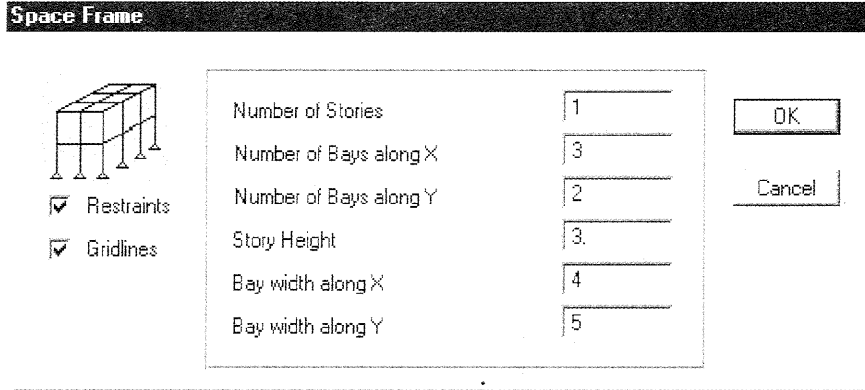 Space Frame
Number of Stories 1
Number of Bays along X 3
Number of Bays along Y 2
Story Height 3.
Bay width along X 4
Bay width along Y 5
Restraints
Gridlines
OK
Cancel